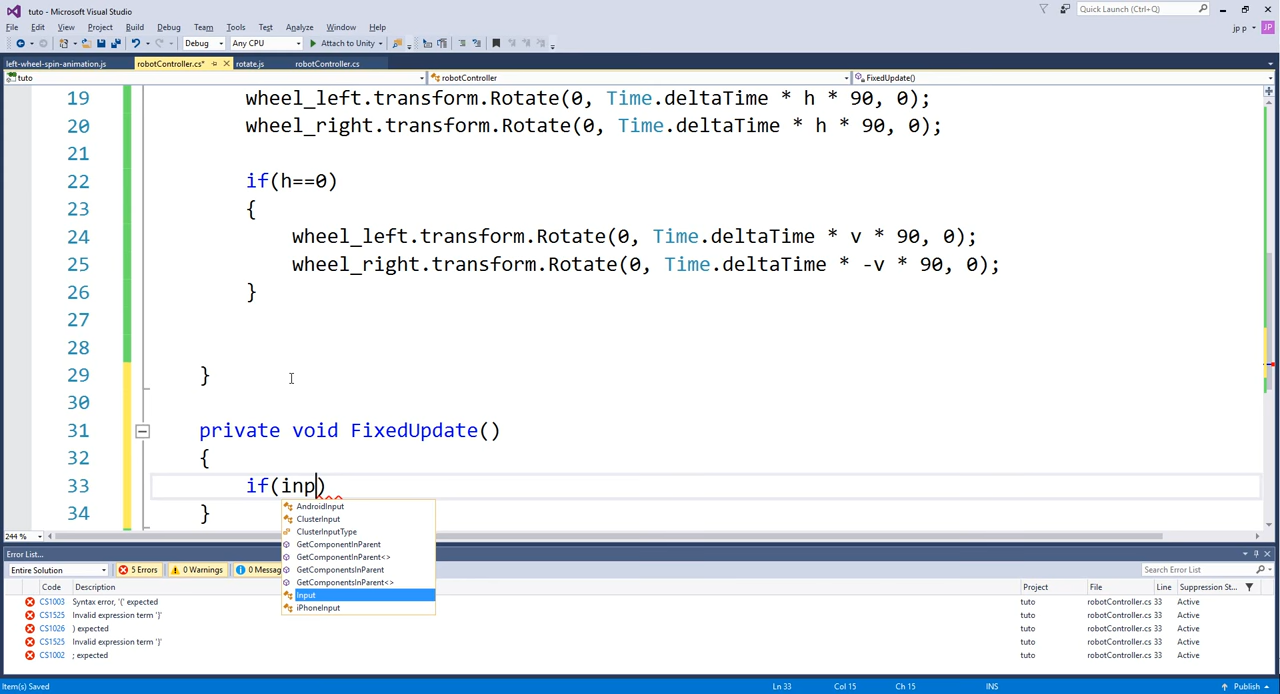 tuto - Microsoft Visual Studio
Quick Launch (Ctrl+Q)
File Edit View Project Build Debug Team Tools Test Analyze Window Help
jp p JP
Debug Any CPU Attach to Unity
left-wheel-spin-animation.js robotController.cs* rotate.js robotController.cs
tuto robotController FixedUpdate()
19 wheel_left.transform.Rotate(0, Time.deltaTime * h * 90, 0);
20 wheel_right.transform.Rotate(0, Time.deltaTime * h * 90, 0);
21
22 if(h==0)
23 {
24 wheel_left.transform.Rotate(0, Time.deltaTime * v * 90, 0);
25 wheel_right.transform.Rotate(0, Time.deltaTime * -v * 90, 0);
26 }
27
28
29 }
30
31 private void FixedUpdate()
32 {
33 if(inp)
34 }
AndroidInput
ClusterInput
ClusterInputType
GetComponentInParent
GetComponentInParent<>
GetComponentsInParent
GetComponentsInParent<>
Input
iPhoneInput
244 %
Error List...
Entire Solution 5 Errors 0 Warnings 0 Messag Search Error List
Code Description Project File Line Suppression St...
CS1003 Syntax error, '(' expected tuto robotController.cs 33 Active
CS1525 Invalid expression term '}' tuto robotController.cs 33 Active
CS1026 ) expected tuto robotController.cs 33 Active
CS1525 Invalid expression term '}' tuto robotController.cs 33 Active
CS1002 ; expected tuto robotController.cs 33 Active
Item(s) Saved Ln 33 Col 15 Ch 15 INS Publish